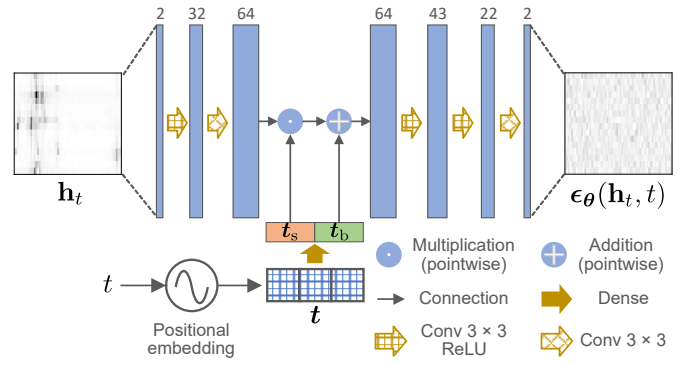 2 32 64 64 43 22 2
h_t
ϵ_θ(h_t, t)
t_s t_b
t
Positional
embedding
t
Multiplication
(pointwise)
Addition
(pointwise)
Connection
Dense
Conv 3 × 3
ReLU
Conv 3 × 3